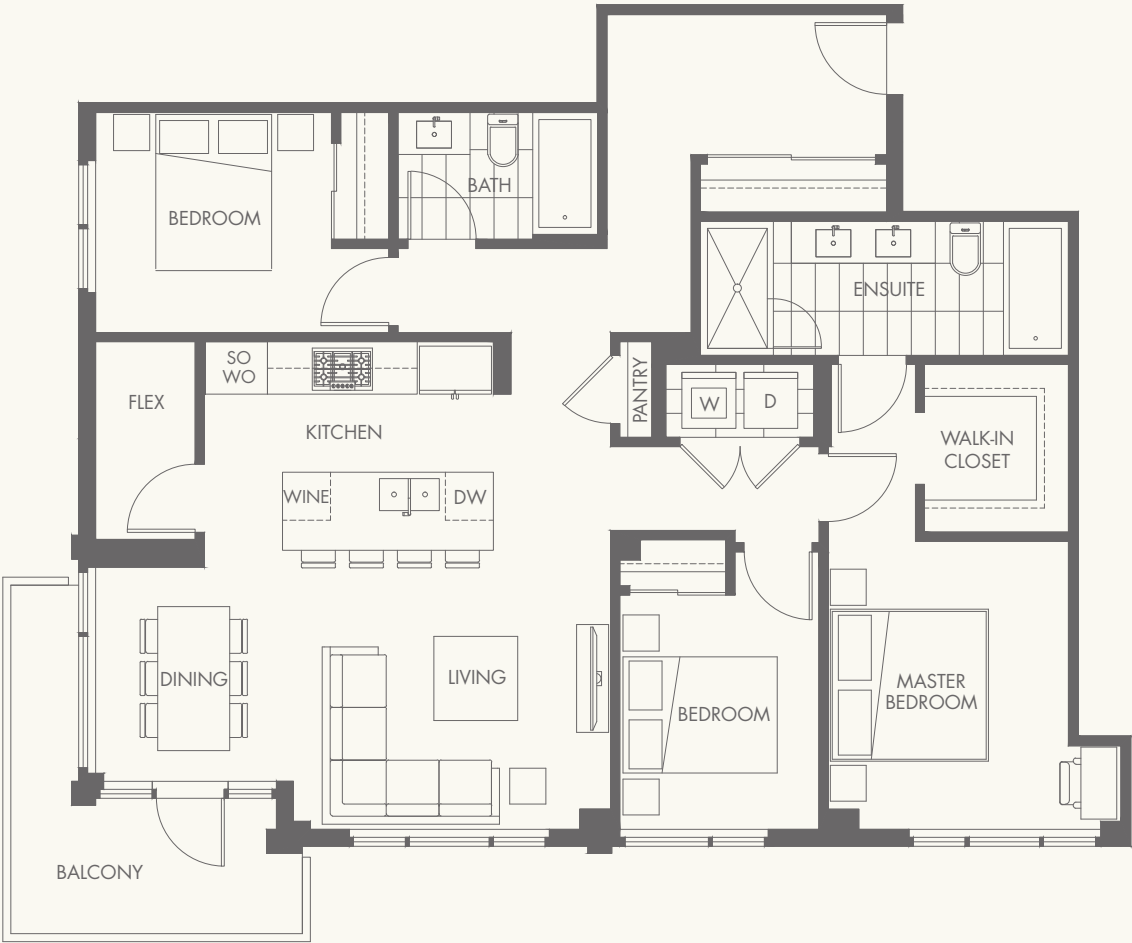 BATH
BEDROOM
ENSUITE
SO
WO
FLEX
PANTRY
W
D
KITCHEN
WALK-IN
CLOSET
WINE
DW
DINING
LIVING
BEDROOM
MASTER
BEDROOM
BALCONY